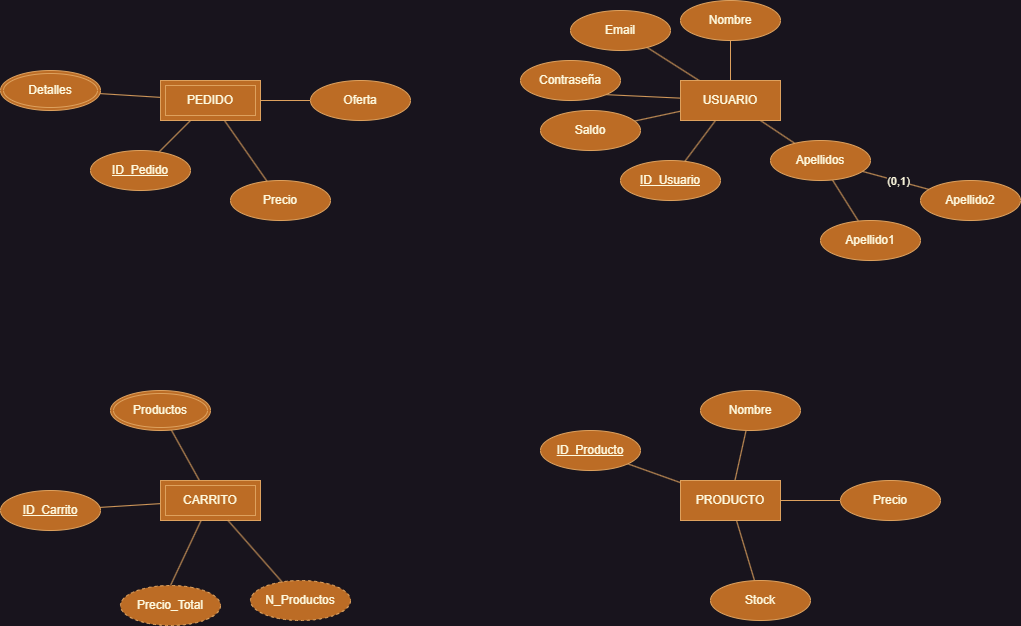 Nombre
Email
Contraseña
Detalles
PEDIDO
Oferta
USUARIO
Saldo
Apellidos
ID_Pedido
ID_Usuario
(0,1)
Precio
Apellido2
Apellido1
Productos
Nombre
ID_Producto
CARRITO
PRODUCTO
Precio
ID_Carrito
Precio_Total
N_Productos
Stock